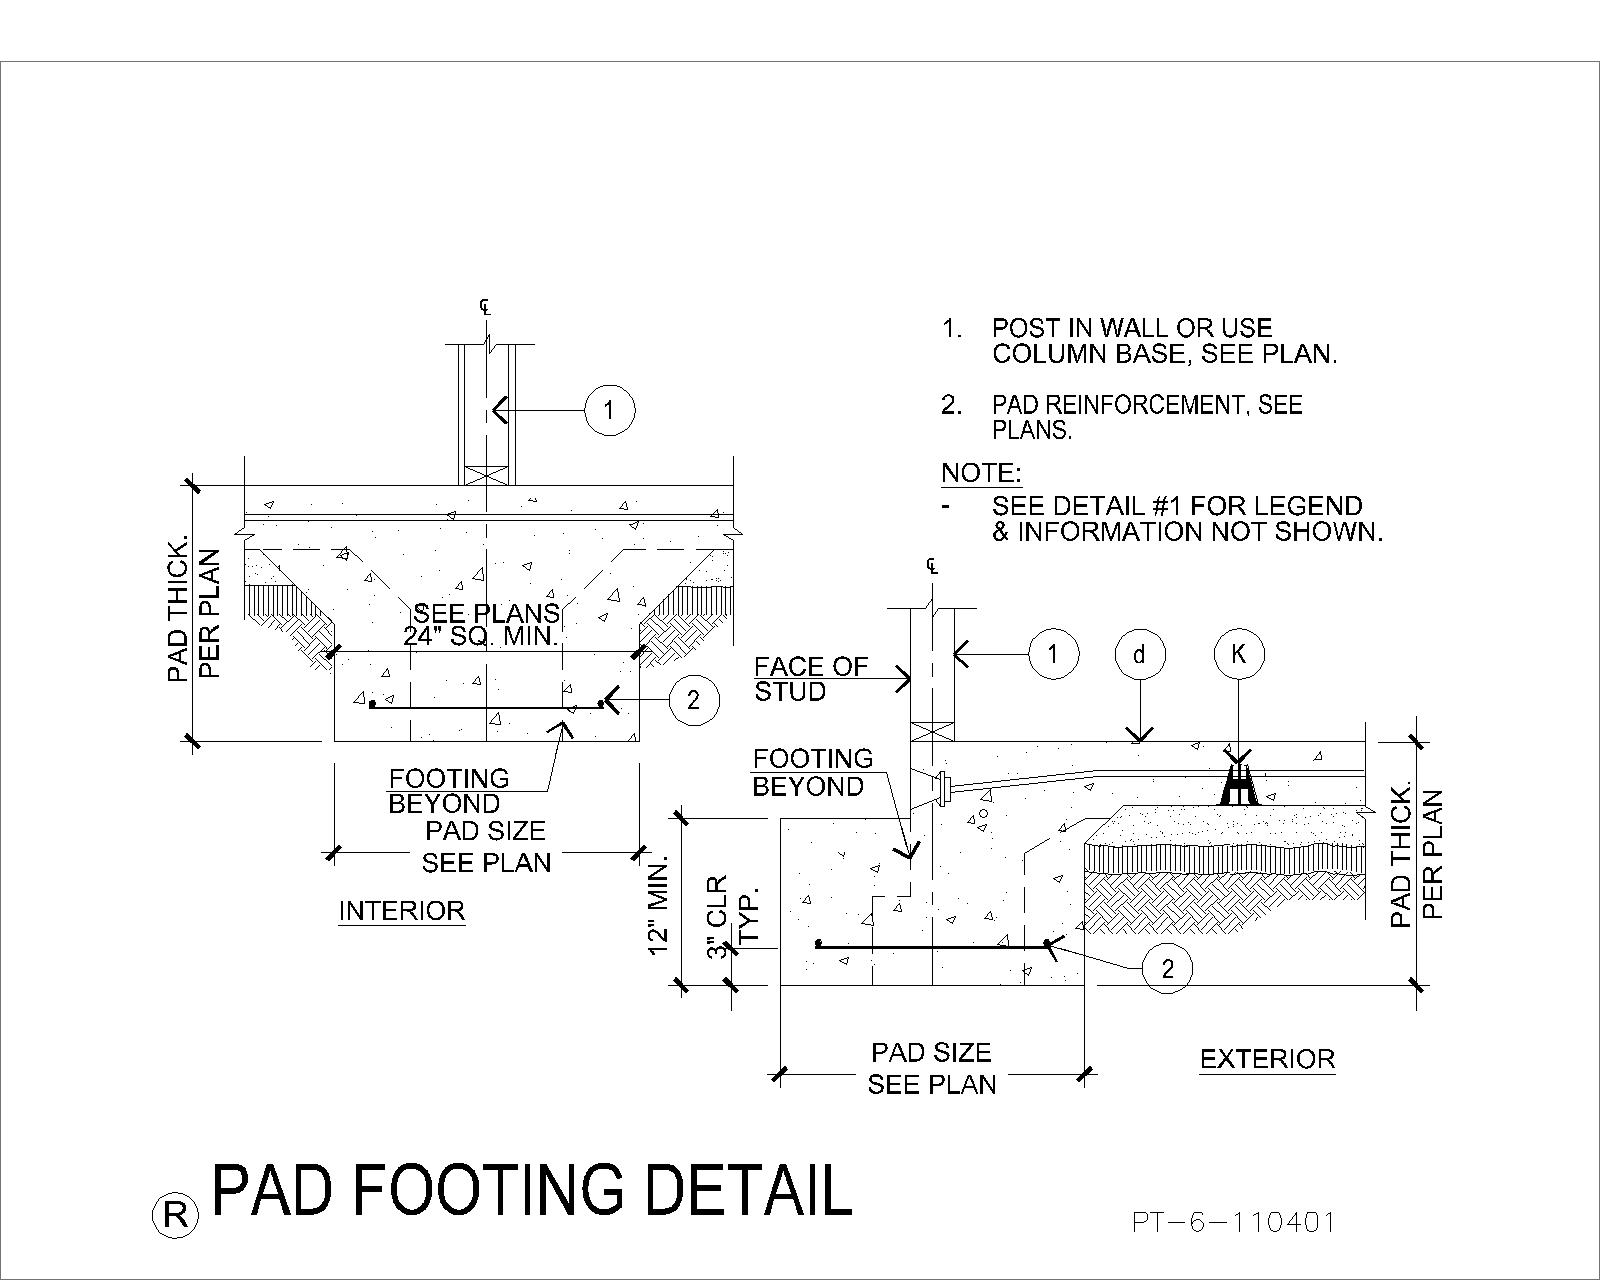 ℄
1
PAD THICK.
PER PLAN
SEE PLANS
24" SQ. MIN.
2
FOOTING
BEYOND
PAD SIZE
SEE PLAN
INTERIOR
1. POST IN WALL OR USE
COLUMN BASE, SEE PLAN.
2. PAD REINFORCEMENT, SEE
PLANS.
NOTE:
- SEE DETAIL #1 FOR LEGEND
& INFORMATION NOT SHOWN.
℄
1
d
K
FACE OF
STUD
FOOTING
BEYOND
12" MIN.
3" CLR
TYP.
PAD THICK.
PER PLAN
2
PAD SIZE
SEE PLAN
EXTERIOR
R PAD FOOTING DETAIL
PT-6-110401